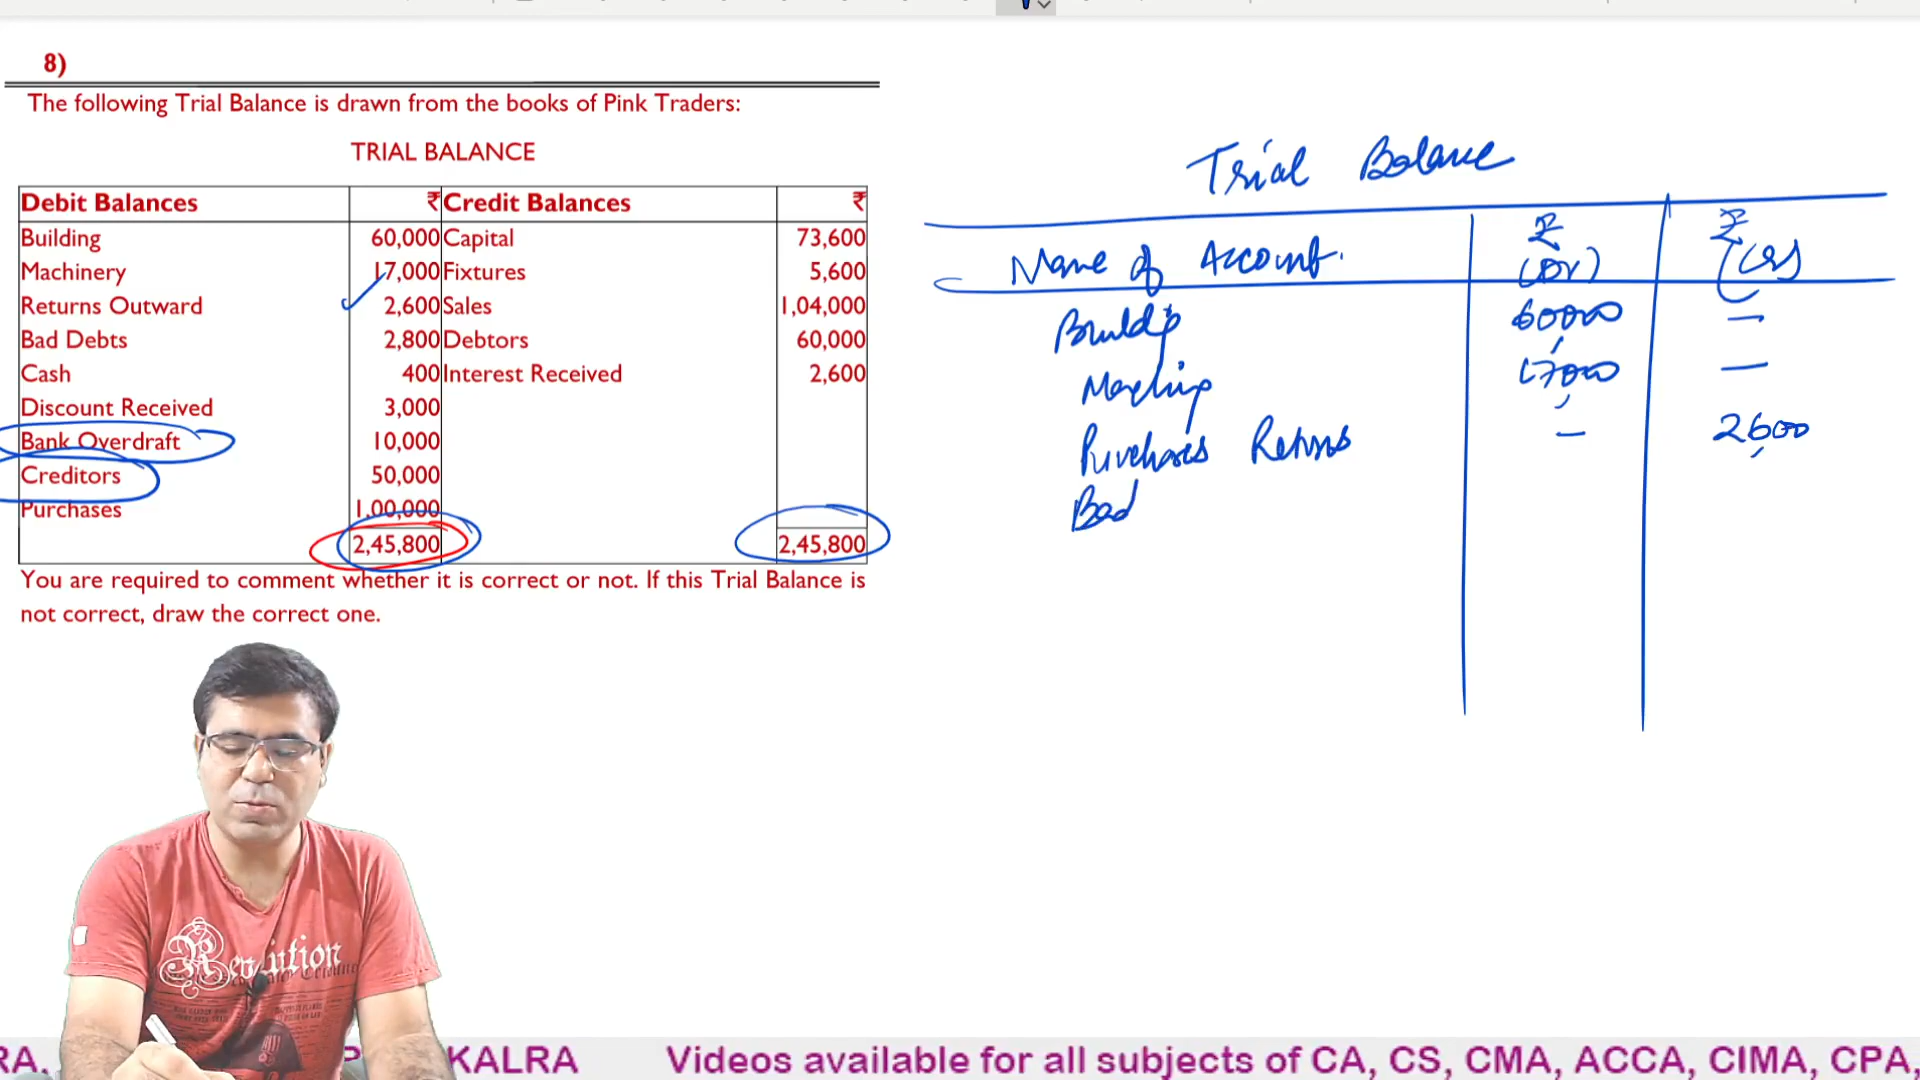 8)
The following Trial Balance is drawn from the books of Pink Traders:
TRIAL BALANCE
Debit Balances ₹ Credit Balances ₹
Building 60,000 Capital 73,600
Machinery 17,000 Fixtures 5,600
Returns Outward 2,600 Sales 1,04,000
Bad Debts 2,800 Debtors 60,000
Cash 400 Interest Received 2,600
Discount Received 3,000
Bank Overdraft 10,000
Creditors 50,000
Purchases 1,00,000
2,45,800 2,45,800
You are required to comment whether it is correct or not. If this Trial Balance is
not correct, draw the correct one.
Trial Balance
Name of Account. ₹ (Dr) ₹ (Cr)
Buildg 60000 —
17,000 —
Purchases Returns — 2600
Bad
Revolution
KALRA Videos available for all subjects of CA, CS, CMA, ACCA, CIMA, CPA,